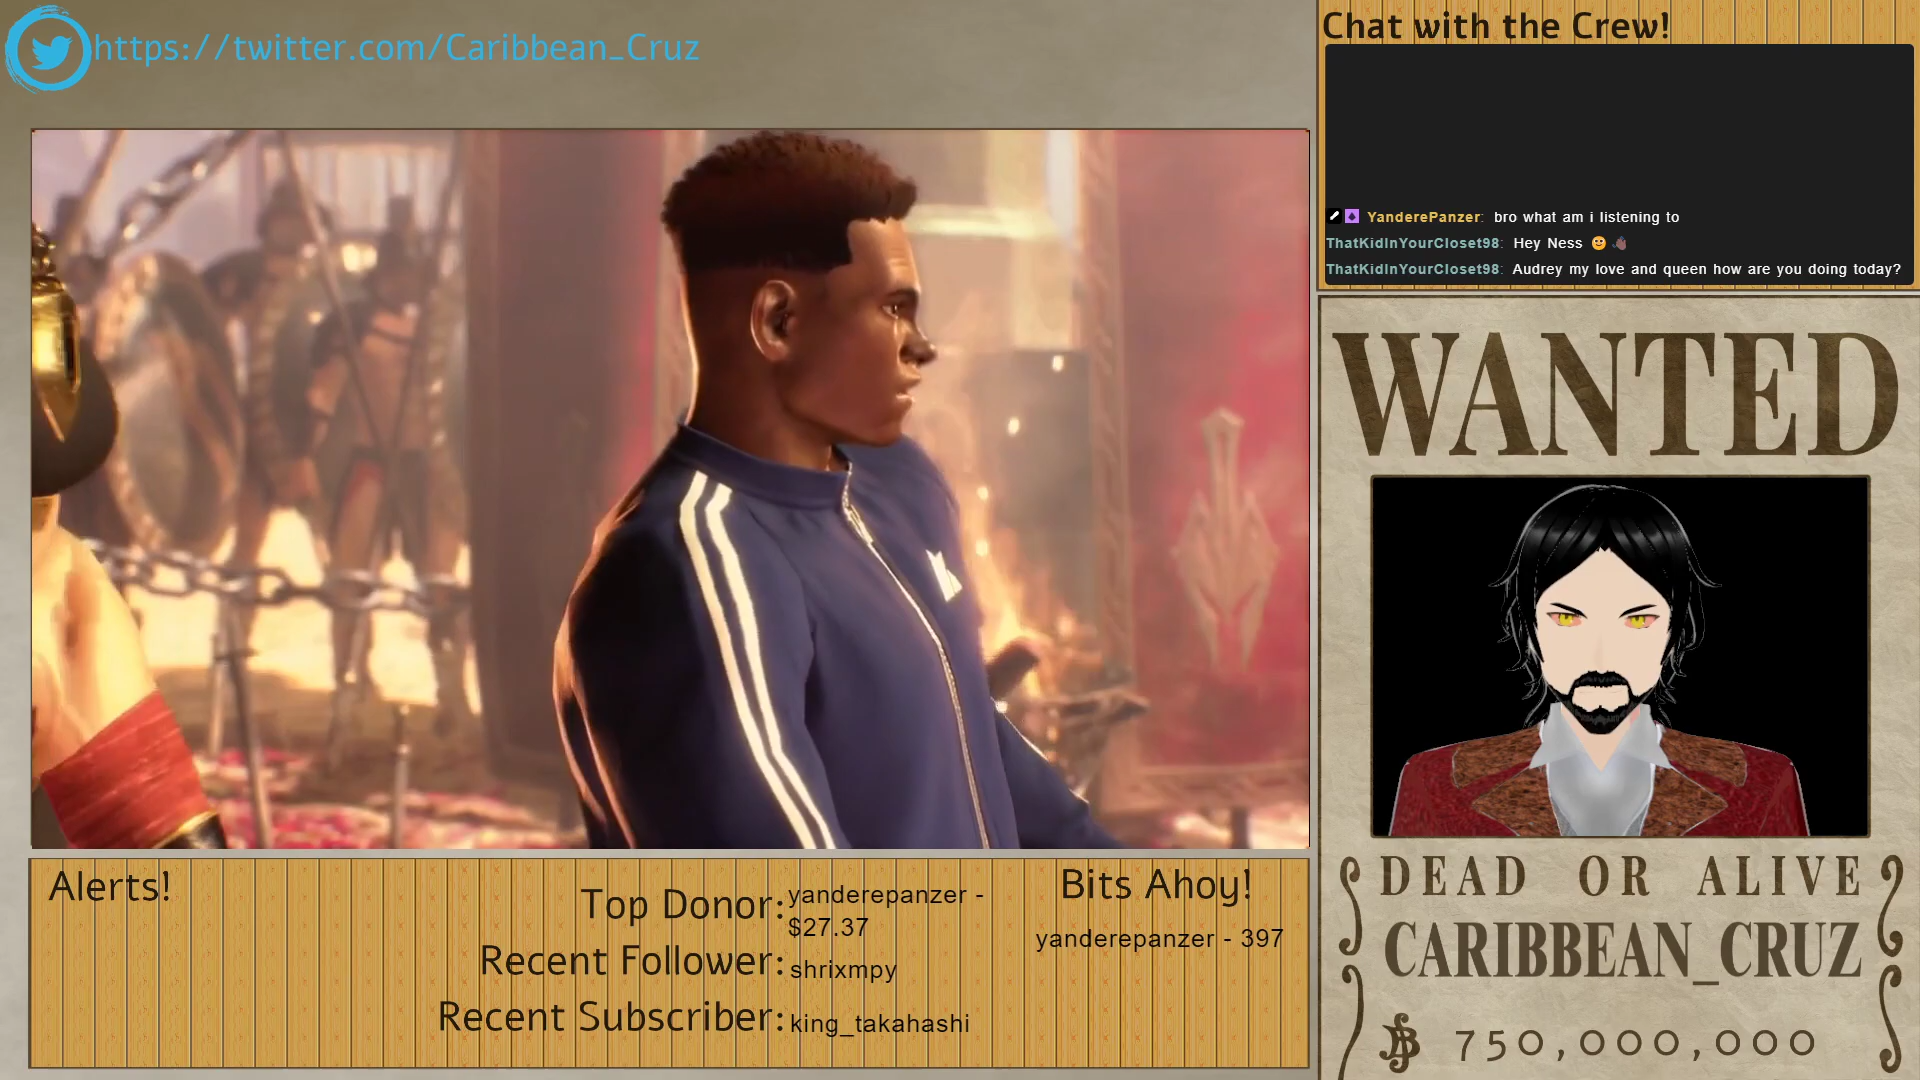 https://twitter.com/Caribbean_Cruz
Chat with the Crew!
YanderePanzer: bro what am i listening to
ThatKidInYourCloset98: Hey Ness
ThatKidInYourCloset98: Audrey my love and queen how are you doing today?
WANTED
DEAD OR ALIVE
CARIBBEAN_CRUZ
750,000,000
Alerts!
Top Donor: yanderepanzer -
$27.37
Recent Follower: shrixmpy
Recent Subscriber: king_takahashi
Bits Ahoy!
yanderepanzer - 397